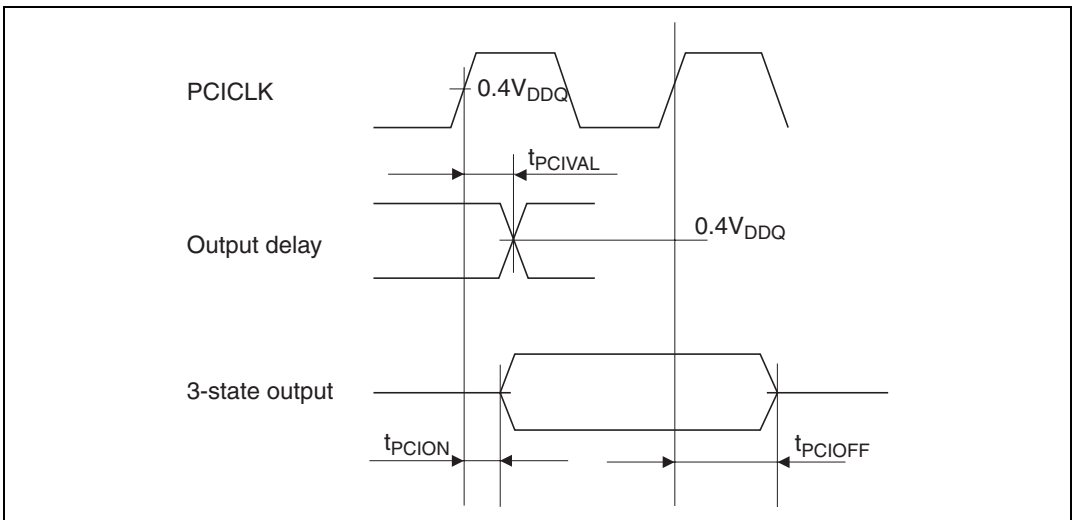 PCICLK
0.4VDDQ
tPCIVAL
Output delay
0.4VDDQ
3-state output
tPCION
tPCIOFF